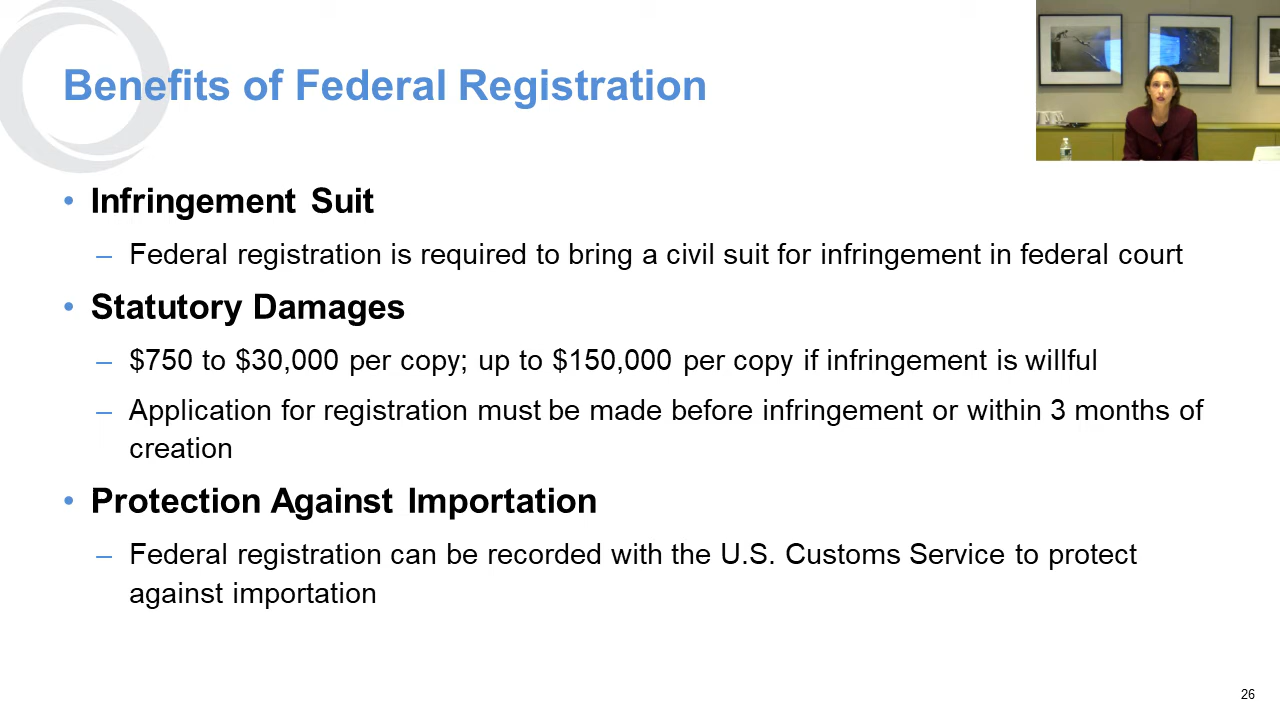 Benefits of Federal Registration
• Infringement Suit
– Federal registration is required to bring a civil suit for infringement in federal court
• Statutory Damages
– $750 to $30,000 per copy; up to $150,000 per copy if infringement is willful
– Application for registration must be made before infringement or within 3 months of
creation
• Protection Against Importation
– Federal registration can be recorded with the U.S. Customs Service to protect
against importation
26